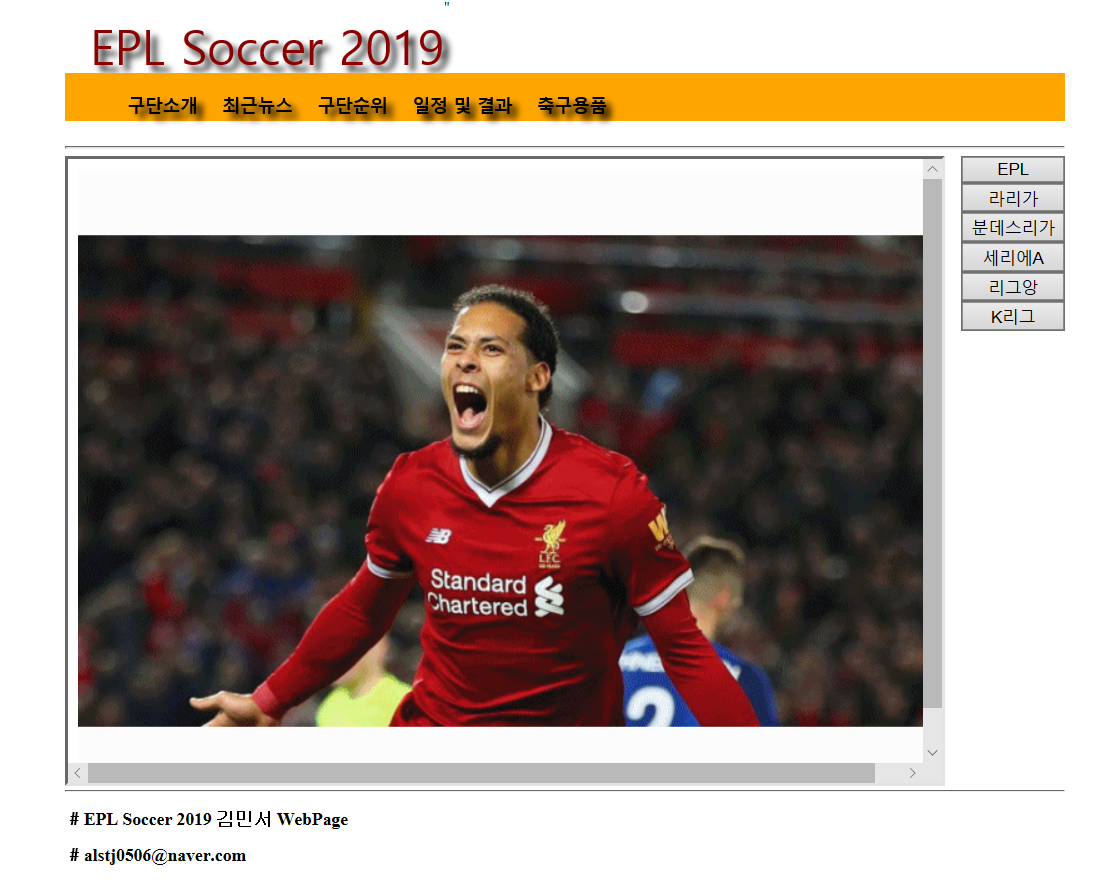 "
EPL Soccer 2019
구단소개 최근뉴스 구단순위 일정 및 결과 축구용품
EPL
라리가
분데스리가
세리에A
리그앙
K리그
L.F.C.
Standard
Chartered
2
# EPL Soccer 2019 김민서 WebPage
# alstj0506@naver.com